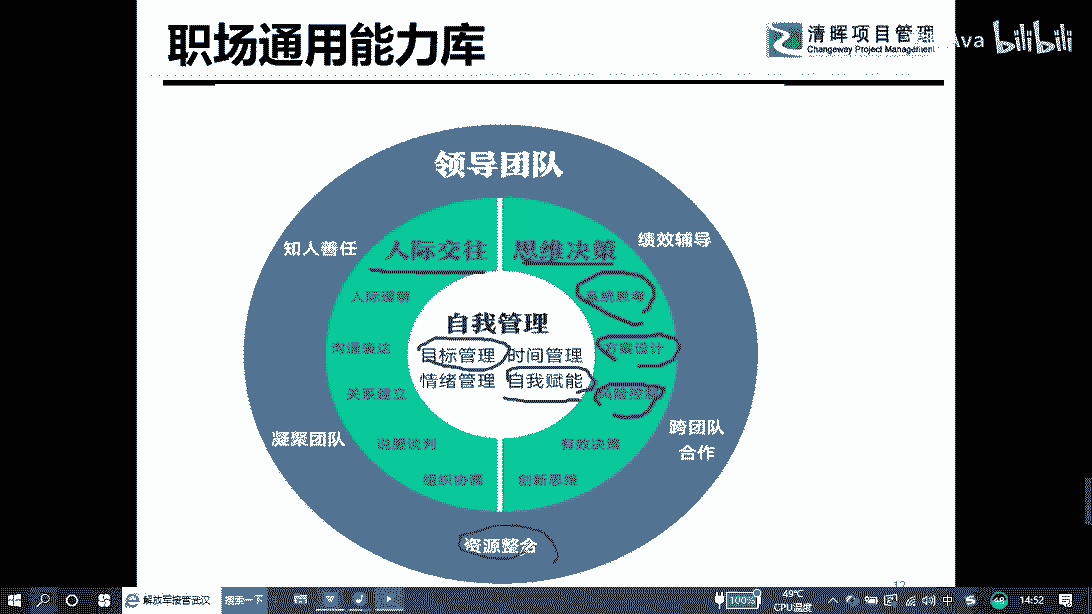 职场通用能力库
清晖项目管理
Changeway Project Management
Ava
bilibili
领导团队
知人善任
人际交往
思维决策
绩效辅导
人际理解
系统思考
自我管理
沟通表达
目标管理
时间管理
方案设计
情绪管理
自我赋能
关系建立
风险控制
凝聚团队
说服谈判
有效决策
跨团队
合作
组织协调
创新思维
资源整合
12
解放军接管武汉
搜索一下
100%
49℃
CPU温度
中
14:52